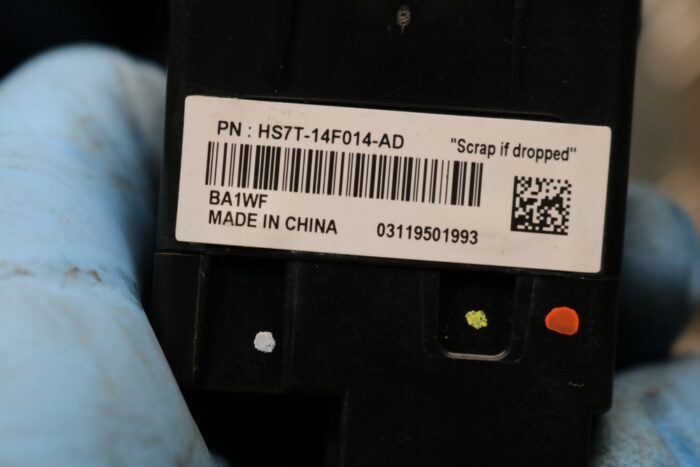 PN : HS7T-14F014-AD
"Scrap if dropped"
BA1WF
MADE IN CHINA
03119501993